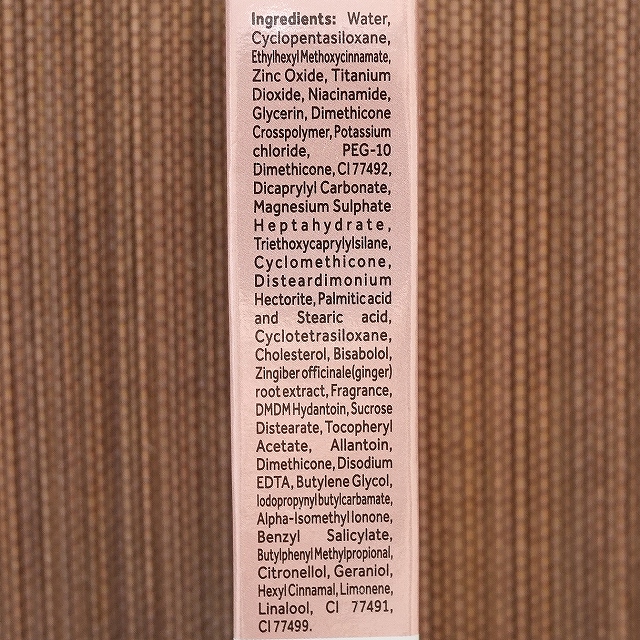 Ingredients: Water,
Cyclopentasiloxane,
Ethylhexyl Methoxycinnamate,
Zinc Oxide, Titanium
Dioxide, Niacinamide,
Glycerin, Dimethicone
Crosspolymer, Potassium
chloride, PEG-10
Dimethicone, CI 77492,
Dicaprylyl Carbonate,
Magnesium Sulphate
Heptahydrate,
Triethoxycaprylylsilane,
Cyclomethicone,
Disteardimonium
Hectorite, Palmitic acid
and Stearic acid,
Cyclotetrasiloxane,
Cholesterol, Bisabolol,
Zingiber officinale(ginger)
root extract, Fragrance,
DMDM Hydantoin, Sucrose
Distearate, Tocopheryl
Acetate, Allantoin,
Dimethicone, Disodium
EDTA, Butylene Glycol,
Iodopropynyl butylcarbamate,
Alpha-Isomethyl Ionone,
Benzyl Salicylate,
Butylphenyl Methylpropional,
Citronellol, Geraniol,
Hexyl Cinnamal, Limonene,
Linalool, CI 77491,
CI 77499.